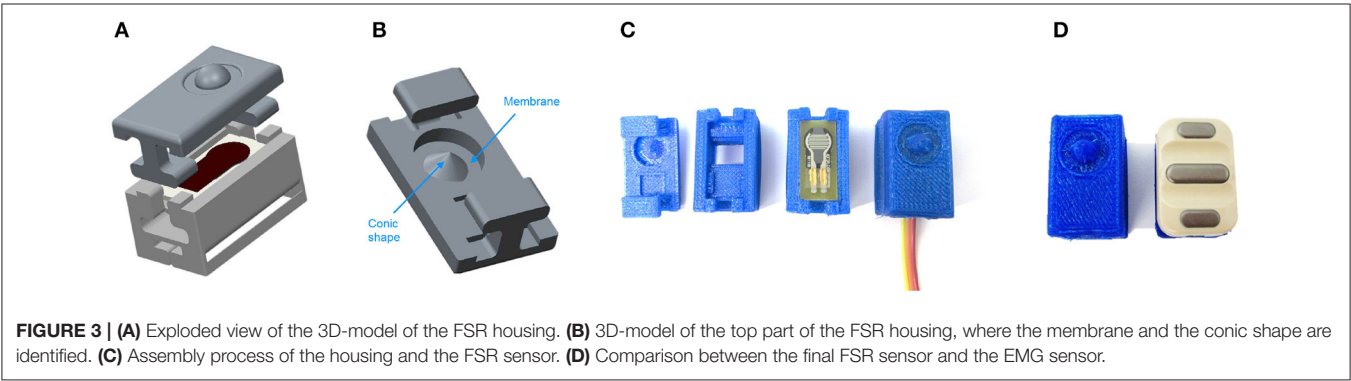 A
B
C
D
Membrane
Conic
shape
FIGURE 3 | (A) Exploded view of the 3D-model of the FSR housing. (B) 3D-model of the top part of the FSR housing, where the membrane and the conic shape are
identified. (C) Assembly process of the housing and the FSR sensor. (D) Comparison between the final FSR sensor and the EMG sensor.